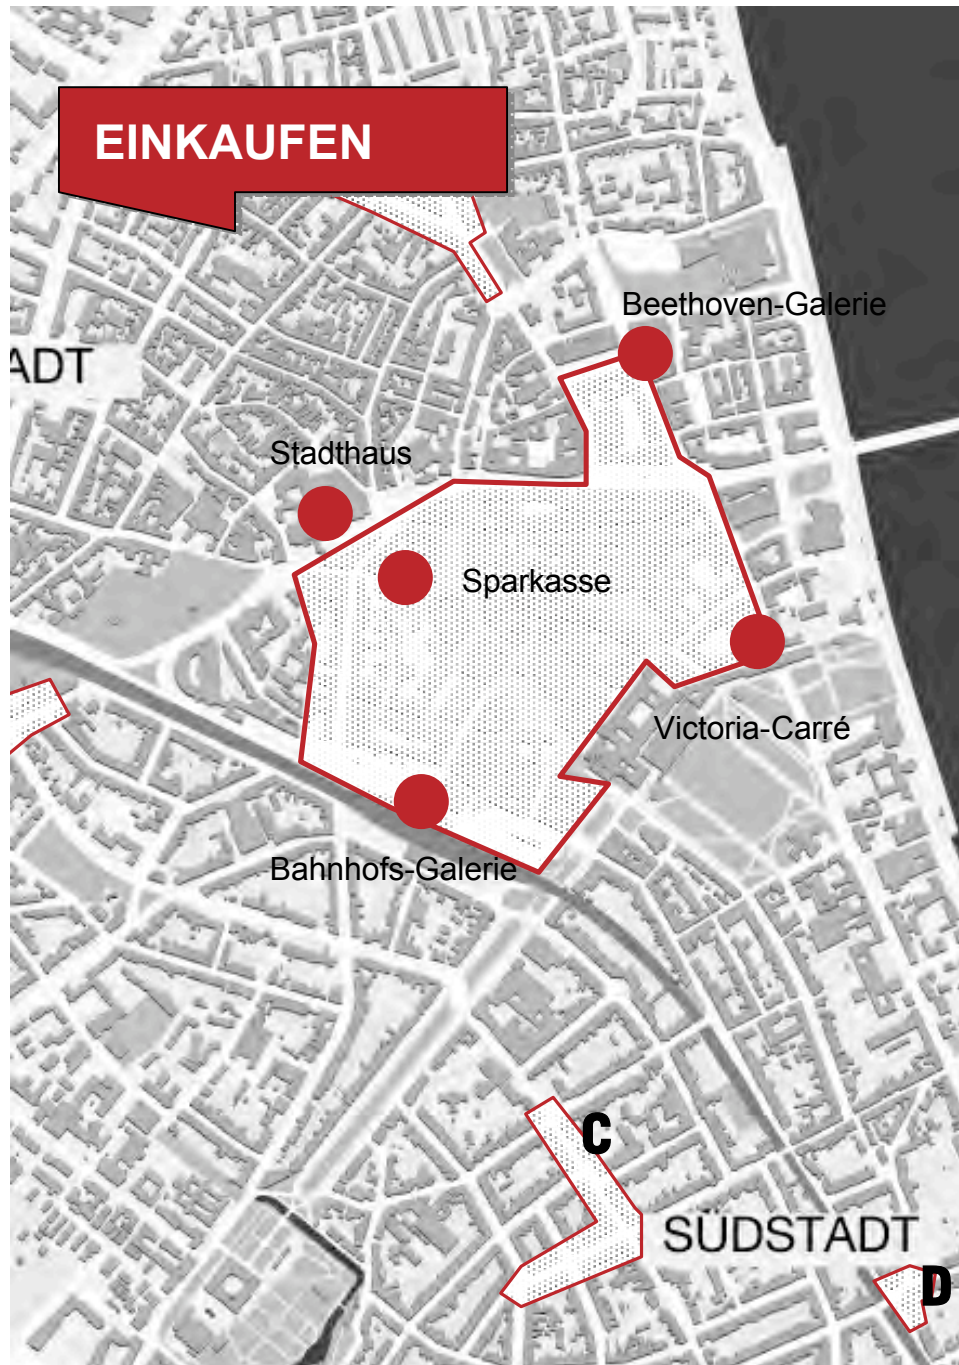 EINKAUFEN
Beethoven-Galerie
ADT
Stadthaus
Sparkasse
Victoria-Carré
Bahnhofs-Galerie
C
SÜDSTADT
D